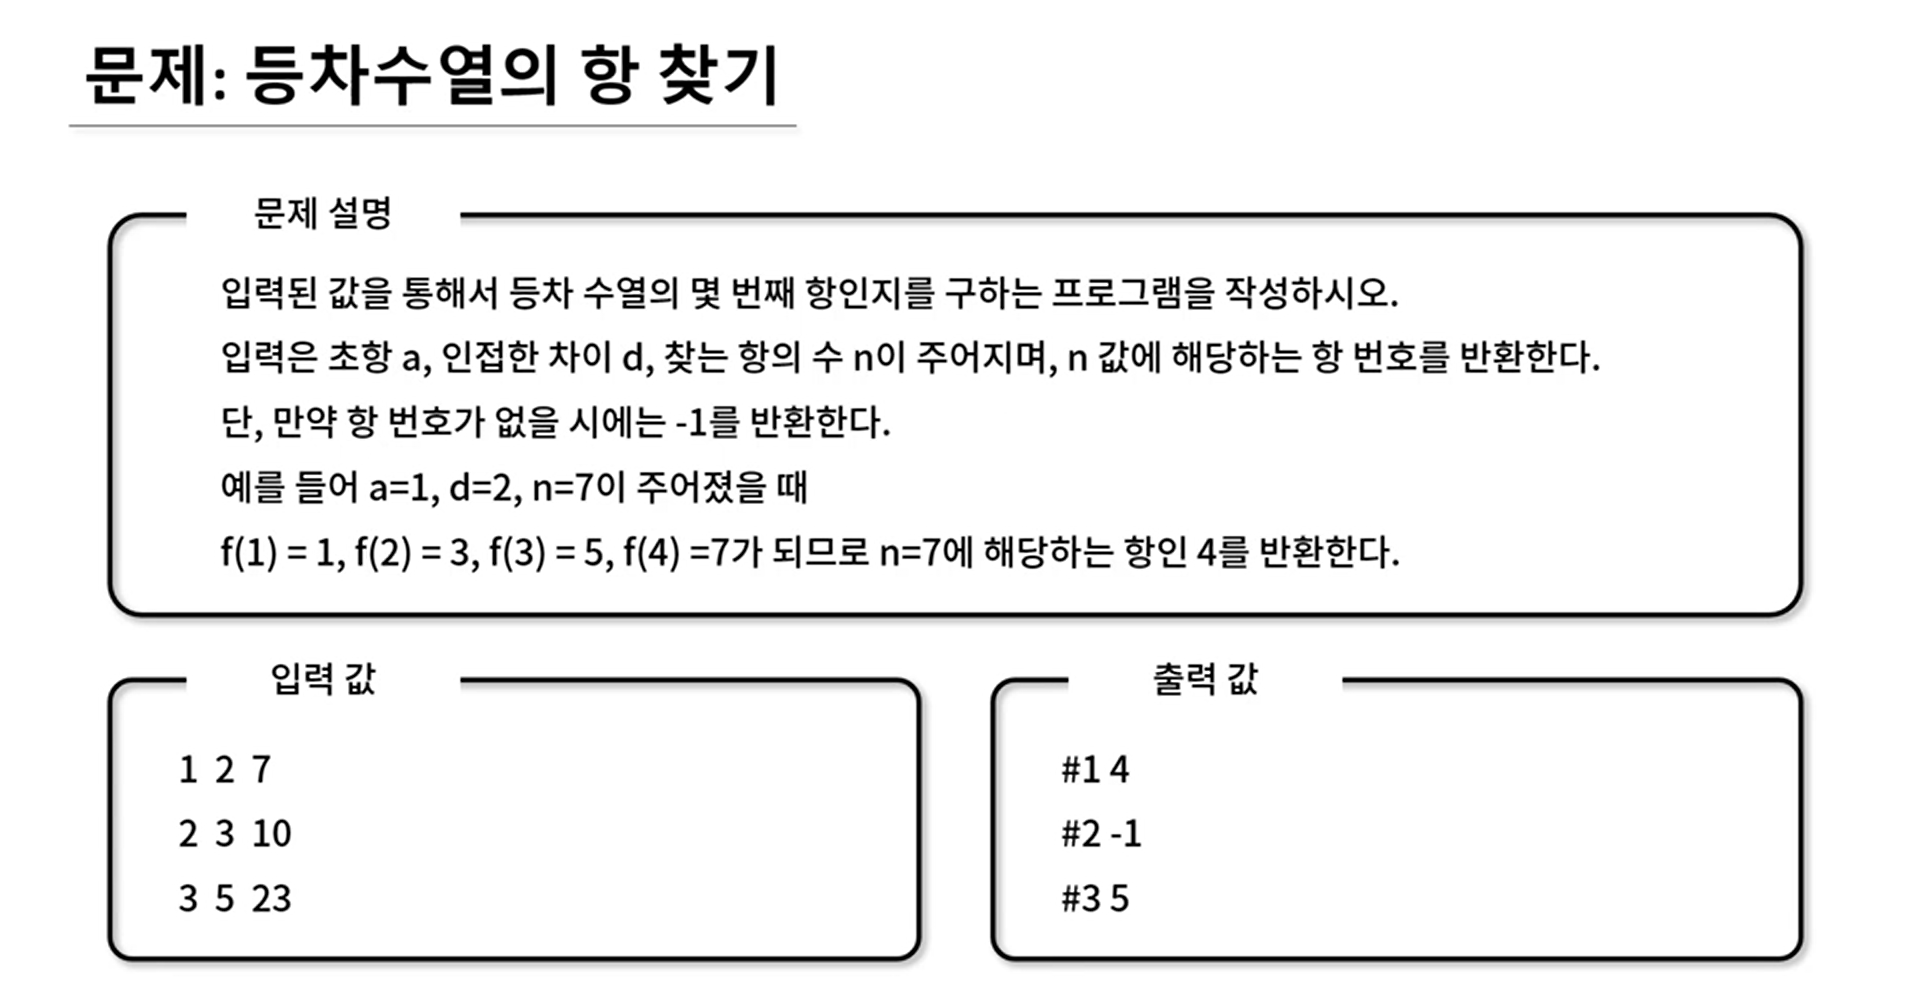 문제: 등차수열의 항 찾기
문제 설명
입력된 값을 통해서 등차 수열의 몇 번째 항인지를 구하는 프로그램을 작성하시오.
입력은 초항 a, 인접한 차이 d, 찾는 항의 수 n이 주어지며, n 값에 해당하는 항 번호를 반환한다.
단, 만약 항 번호가 없을 시에는 -1를 반환한다.
예를 들어 a=1, d=2, n=7이 주어졌을 때
f(1) = 1, f(2) = 3, f(3) = 5, f(4) =7가 되므로 n=7에 해당하는 항인 4를 반환한다.
입력 값
1 2 7
2 3 10
3 5 23
출력 값
#1 4
#2 -1
#3 5